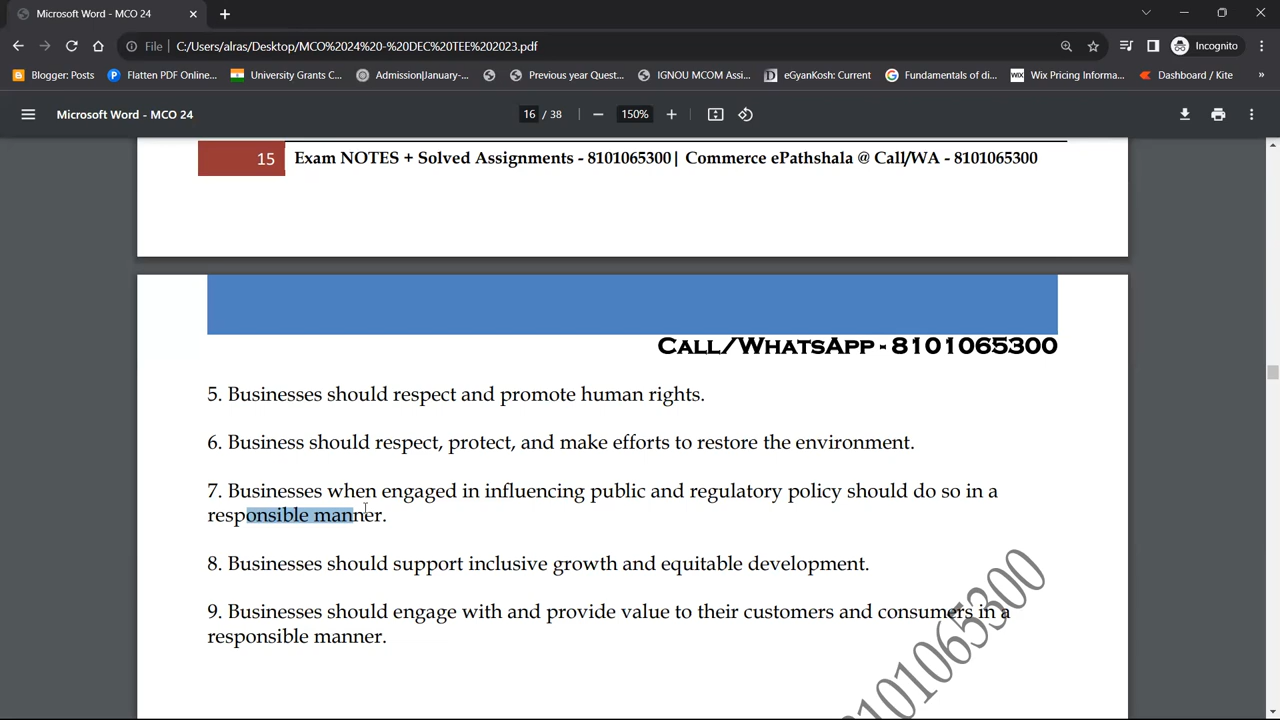 Microsoft Word - MCO 24
File C:/Users/alras/Desktop/MCO%2024%20-%20DEC%20TEE%202023.pdf Incognito
Blogger: Posts Flatten PDF Online... University Grants C... Admission|January-... Previous year Quest... IGNOU MCOM Assi... eGyanKosh: Current Fundamentals of di... Wix Pricing Informa... Dashboard / Kite »
Microsoft Word - MCO 24 16 / 38 150%
15 Exam NOTES + Solved Assignments - 8101065300| Commerce ePathshala @ Call/WA - 8101065300
Call/WhatsApp - 8101065300
5. Businesses should respect and promote human rights.
6. Business should respect, protect, and make efforts to restore the environment.
7. Businesses when engaged in influencing public and regulatory policy should do so in a
responsible manner.
8. Businesses should support inclusive growth and equitable development.
9. Businesses should engage with and provide value to their customers and consumers in a
responsible manner.
8101065300